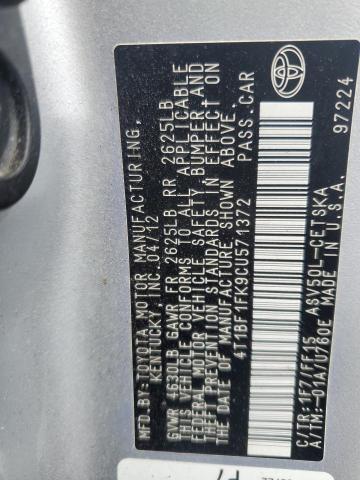 MFD.BY:TOYOTA MOTOR MANUFACTURING,
KENTUCKY, INC.04/12
GVWR 4630LB GAWR FR 2625LB RR 2625LB
THIS VEHICLE CONFORMS TO ALL APPLICABLE
FEDERAL MOTOR VEHICLE SAFETY, BUMPER AND
THEFT PREVENTION STANDARDS IN EFFECT ON
THE DATE OF MANUFACTURE SHOWN ABOVE.
4T1BF1FK9CU571372 PASS.CAR
C/TR:1F7/FF15 ASV50L-CETSKA
A/TM:-01A/U760E MADE IN U.S.A.
97224